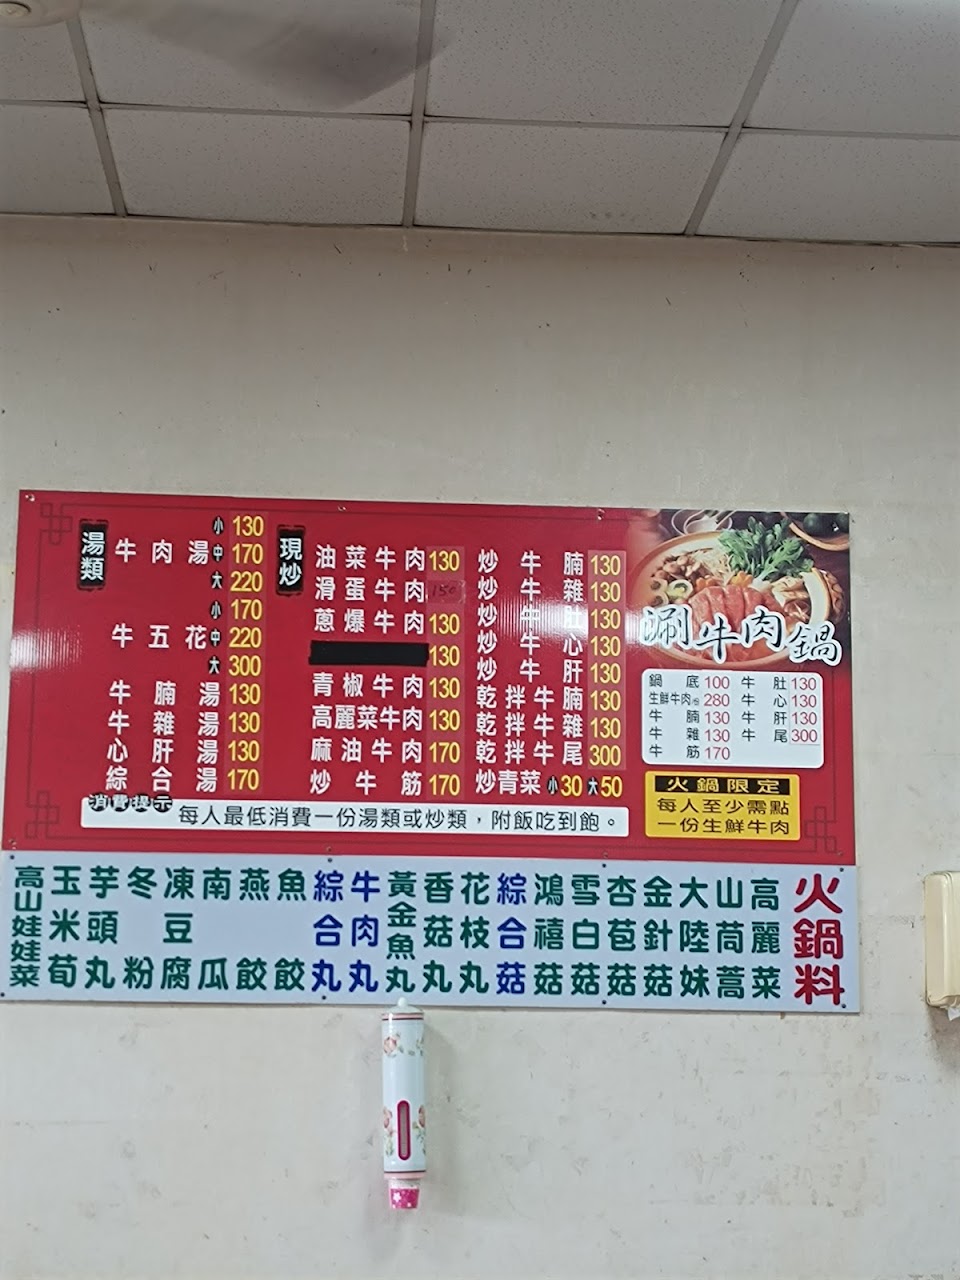 湯類
牛肉湯 小 130
中 170
大 220
牛五花 小 170
中 220
大 300
牛腩湯 130
牛雜湯 130
心肝湯 130
綜合湯 170
現炒
油菜牛肉 130
滑蛋牛肉 150
蔥爆牛肉 130
130
青椒牛肉 130
高麗菜牛肉 130
麻油牛肉 170
炒牛筋 170
炒牛腩 130
炒牛雜 130
炒牛肚 130
炒牛心 130
炒牛肝 130
乾拌牛腩 130
乾拌牛雜 130
乾拌牛尾 300
炒青菜 小30 大50
消費提示
每人最低消費一份湯類或炒類，附飯吃到飽。
涮牛肉鍋
鍋底 100
生鮮牛肉 280
牛腩 130
牛雜 130
牛筋 170
牛肚 130
牛心 130
牛肝 130
牛尾 300
火鍋限定
每人至少需點
一份生鮮牛肉
火鍋料
高麗菜
山茼蒿
大陸妹
金針菇
杏苞菇
雪白菇
鴻禧菇
綜合菇
花枝丸
香菇丸
黃金魚丸
牛肉丸
綜合丸
魚餃
燕餃
南瓜
凍豆腐
冬粉
芋頭丸
玉米荀
高山娃娃菜